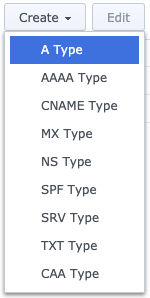 Create Edit
A Type
AAAA Type
CNAME Type
MX Type
NS Type
SPF Type
SRV Type
TXT Type
CAA Type